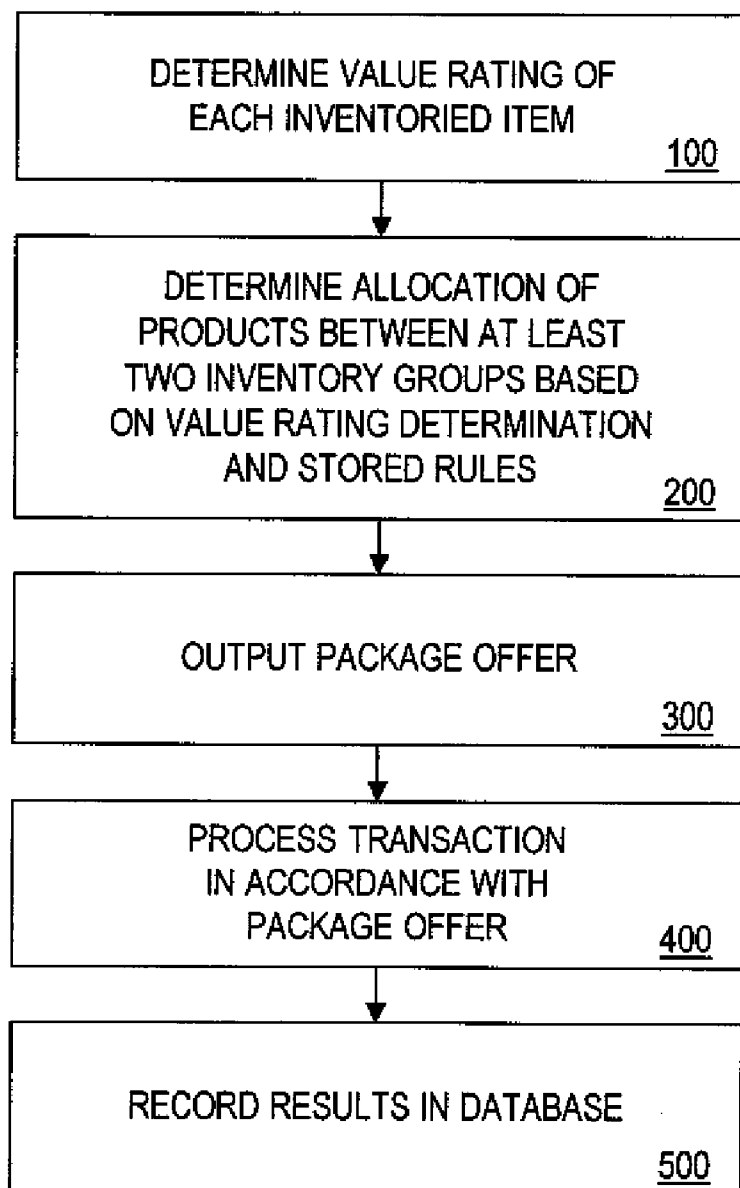 DETERMINE VALUE RATING OF
EACH INVENTORIED ITEM
100
DETERMINE ALLOCATION OF
PRODUCTS BETWEEN AT LEAST
TWO INVENTORY GROUPS BASED
ON VALUE RATING DETERMINATION
AND STORED RULES
200
OUTPUT PACKAGE OFFER
300
PROCESS TRANSACTION
IN ACCORDANCE WITH
PACKAGE OFFER
400
RECORD RESULTS IN DATABASE
500